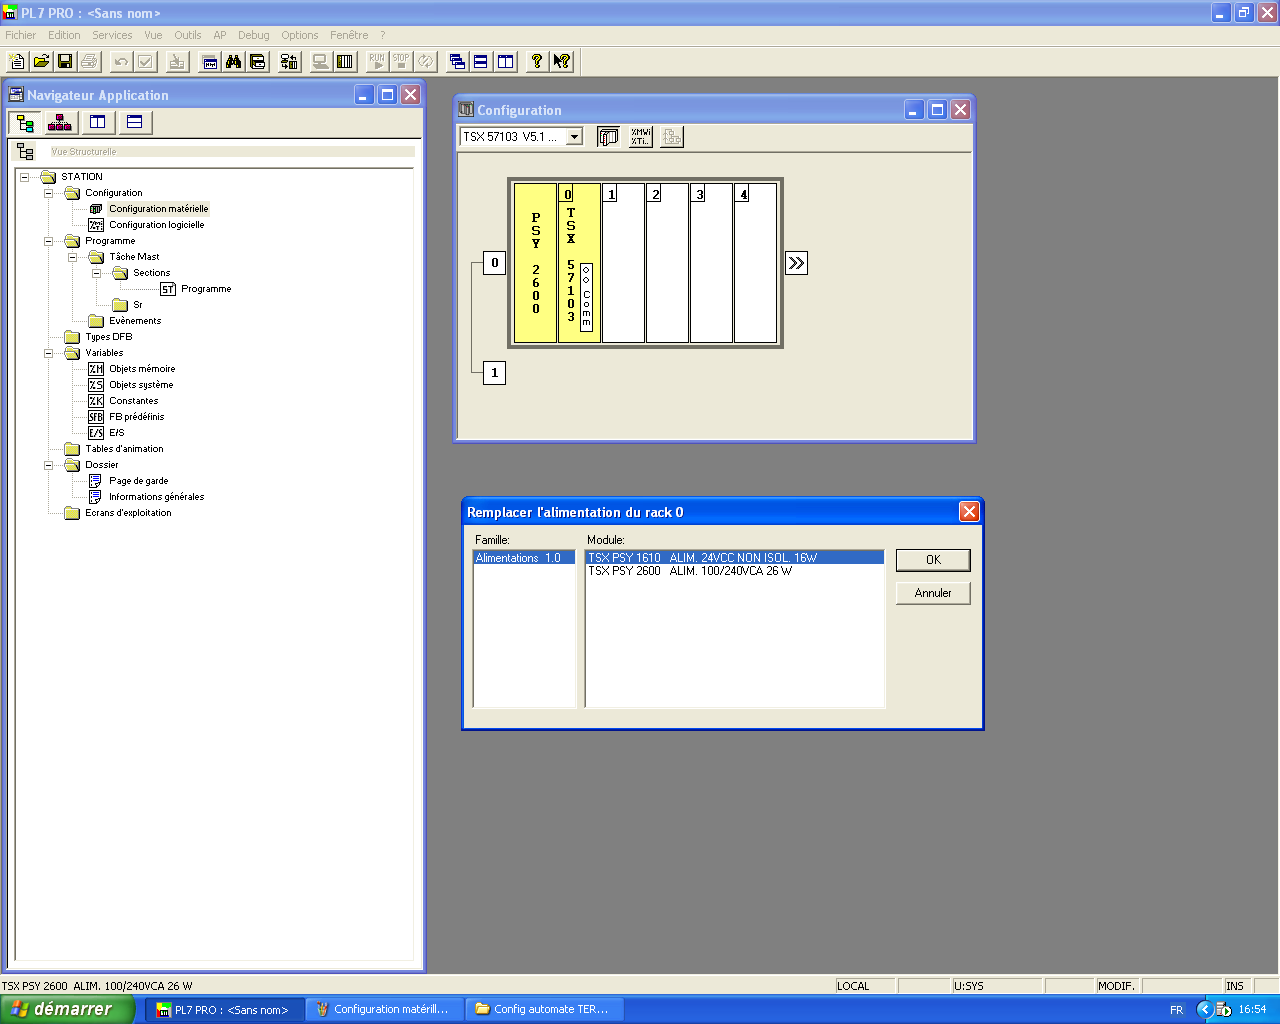 PL7 PRO : <Sans nom>
Fichier Edition Services Vue Outils AP Debug Options Fenêtre ?
RUN STOP
Navigateur Application
Vue Structurelle
STATION
Configuration
Configuration matérielle
Configuration logicielle
Programme
Tâche Mast
Sections
ST Programme
Sr
Evènements
Types DFB
Variables
%M Objets mémoire
%S Objets système
%K Constantes
SFB FB prédéfinis
E/S E/S
Tables d'animation
Dossier
Page de garde
Informations générales
Ecrans d'exploitation
Configuration
TSX 57103 V5.1 ...
%MWi
%Ti..
0 1 2 3 4
PSY 2600
TSX 57103
Comm
0
1
Remplacer l'alimentation du rack 0
Famille: Module:
Alimentations 1.0
TSX PSY 1610 ALIM. 24VCC NON ISOL. 16W
TSX PSY 2600 ALIM. 100/240VCA 26 W
OK
Annuler
TSX PSY 2600 ALIM. 100/240VCA 26 W LOCAL U:SYS MODIF. INS
démarrer PL7 PRO : <Sans nom> Configuration matérill... Config automate TER... FR 16:54